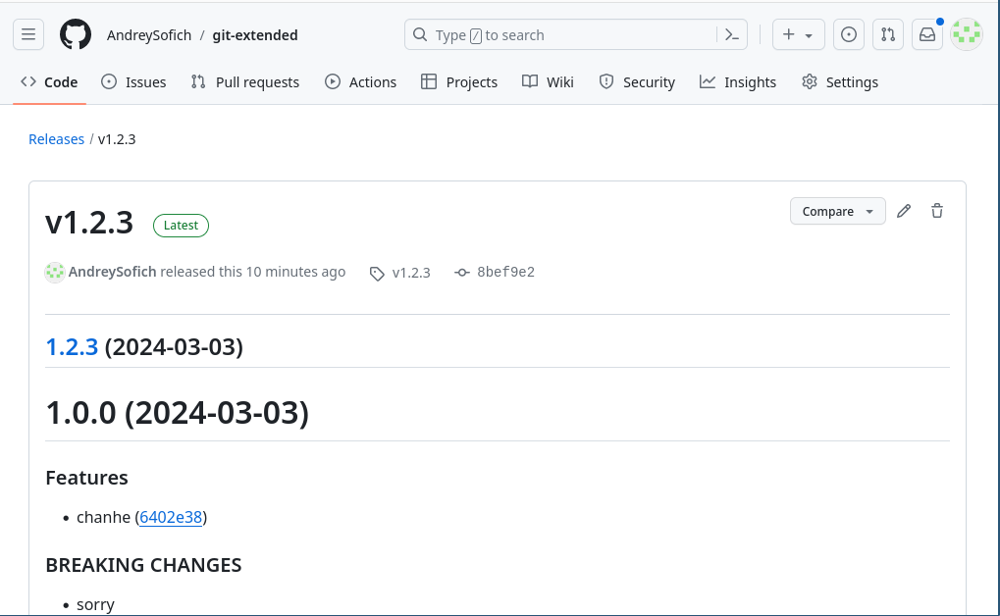 AndreySofich / git-extended
Type / to search
Code Issues Pull requests Actions Projects Wiki Security Insights Settings
Releases / v1.2.3
v1.2.3 Latest
Compare
AndreySofich released this 10 minutes ago v1.2.3 8bef9e2
1.2.3 (2024-03-03)
1.0.0 (2024-03-03)
Features
• chanhe (6402e38)
BREAKING CHANGES
• sorry